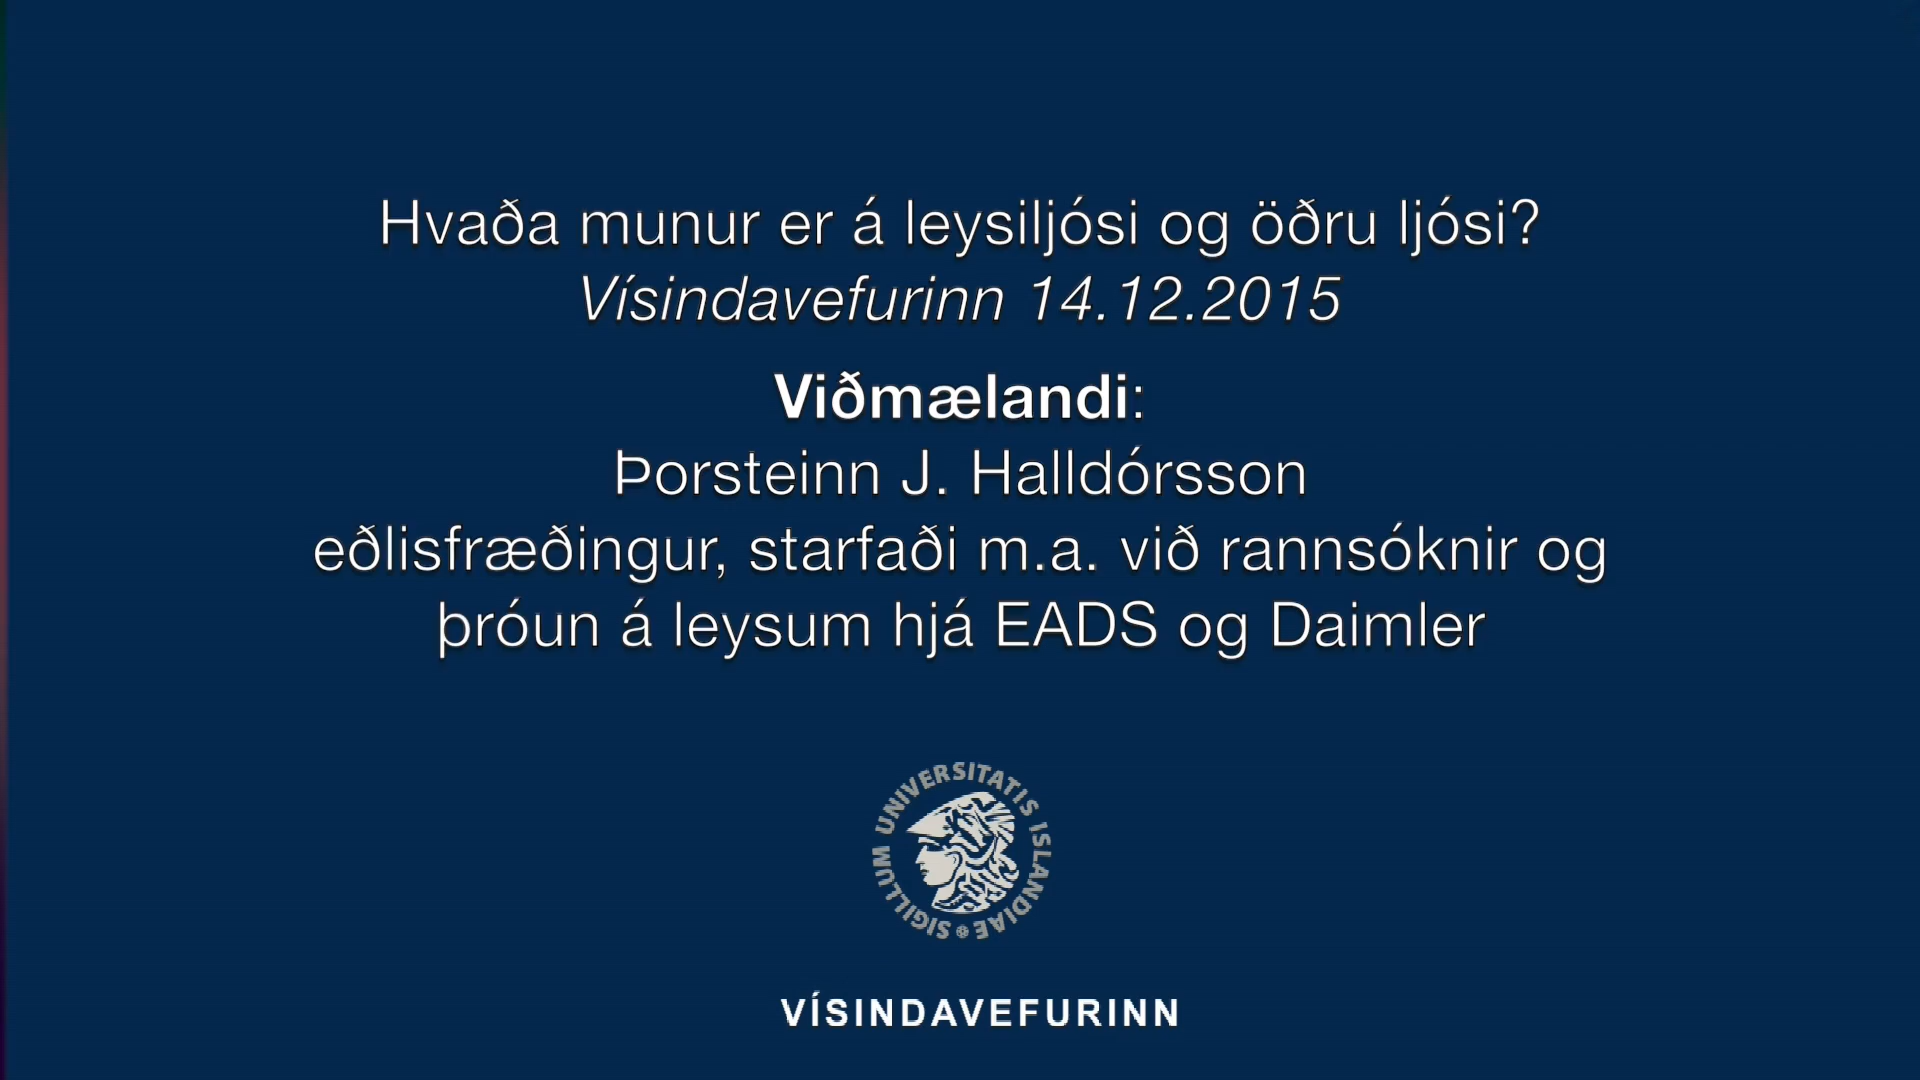 Hvaða munur er á leysiljósi og öðru ljósi?
Vísindavefurinn 14.12.2015
Viðmælandi:
Þorsteinn J. Halldórsson
eðlisfræðingur, starfaði m.a. við rannsóknir og
þróun á leysum hjá EADS og Daimler
SIGILLUM UNIVERSITATIS ISLANDIAE
VÍSINDAVEFURINN